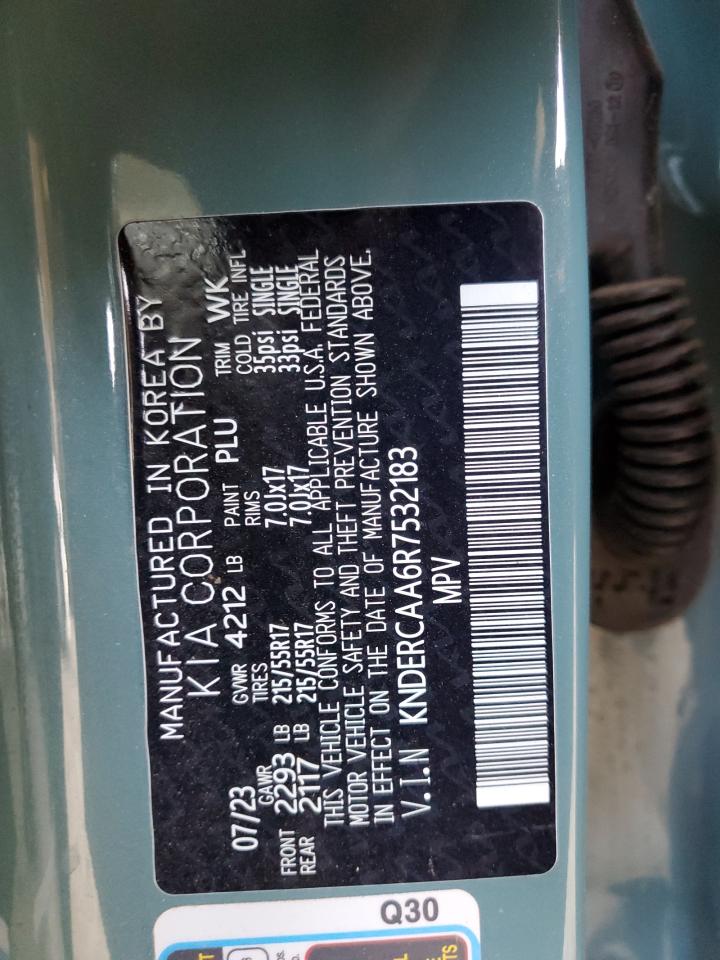 MANUFACTURED IN KOREA BY
KIA CORPORATION
07/23 GVWR 4212 LB PAINT PLU TRIM WK
GAWR TIRES RIMS COLD TIRE INFL
FRONT 2293 LB 215/55R17 7.0Jx17 35psi SINGLE
REAR 2117 LB 215/55R17 7.0Jx17 33psi SINGLE
THIS VEHICLE CONFORMS TO ALL APPLICABLE U.S.A. FEDERAL
MOTOR VEHICLE SAFETY AND THEFT PREVENTION STANDARDS
IN EFFECT ON THE DATE OF MANUFACTURE SHOWN ABOVE.
V.I.N KNDERCAA6R7532183
MPV
Q30